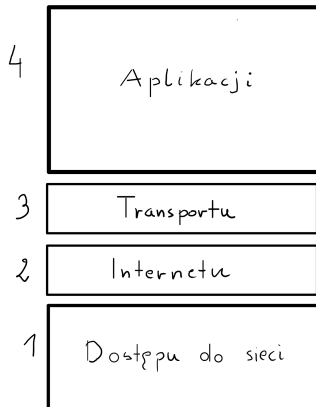 4 Aplikacji
3 Transportu
2 Internetu
1 Dostępu do sieci